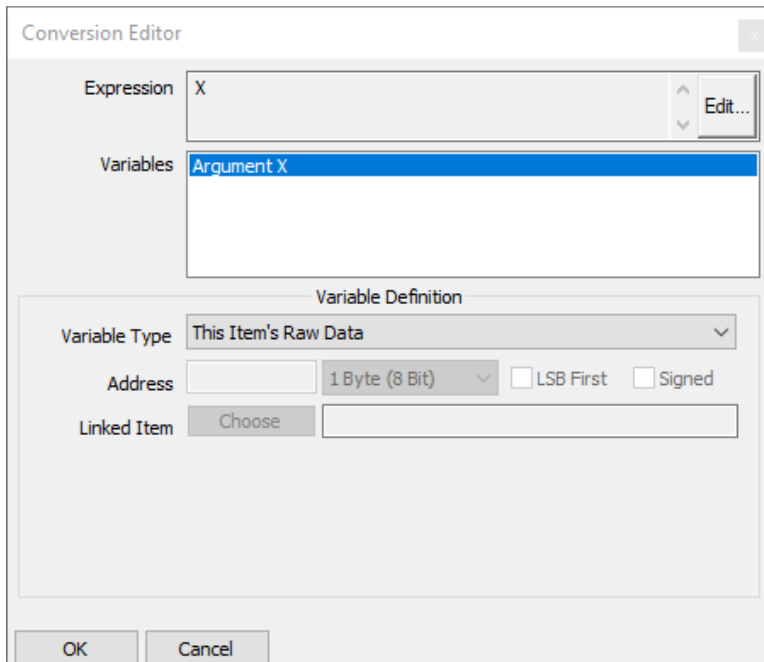 Conversion Editor
x
Expression X
Edit...
Variables Argument X
Variable Definition
Variable Type This Item's Raw Data
Address 1 Byte (8 Bit) LSB First Signed
Linked Item Choose
OK Cancel